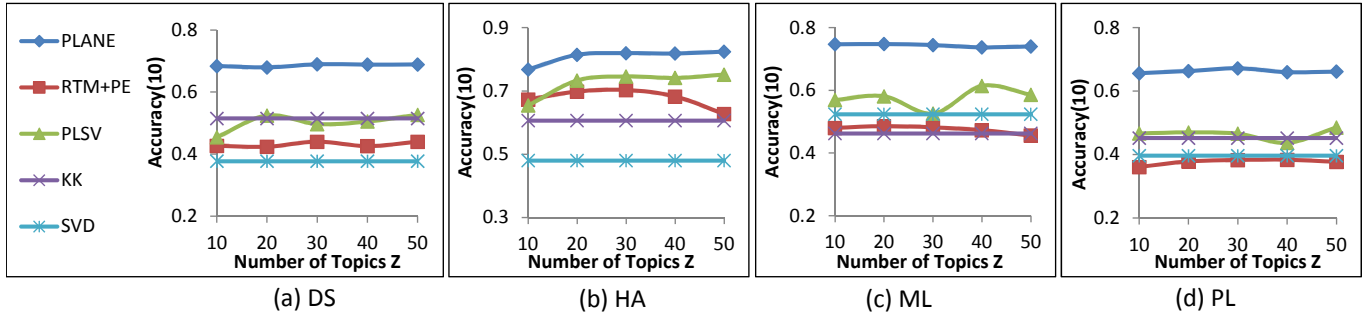 PLANE
RTM+PE
PLSV
KK
SVD
Accuracy(10)
0.8
0.6
0.4
0.2
10 20 30 40 50
Number of Topics Z
(a) DS
Accuracy(10)
0.9
0.7
0.5
0.3
10 20 30 40 50
Number of Topics Z
(b) HA
Accuracy(10)
0.8
0.6
0.4
0.2
10 20 30 40 50
Number of Topics Z
(c) ML
Accuracy(10)
0.8
0.6
0.4
0.2
10 20 30 40 50
Number of Topics Z
(d) PL